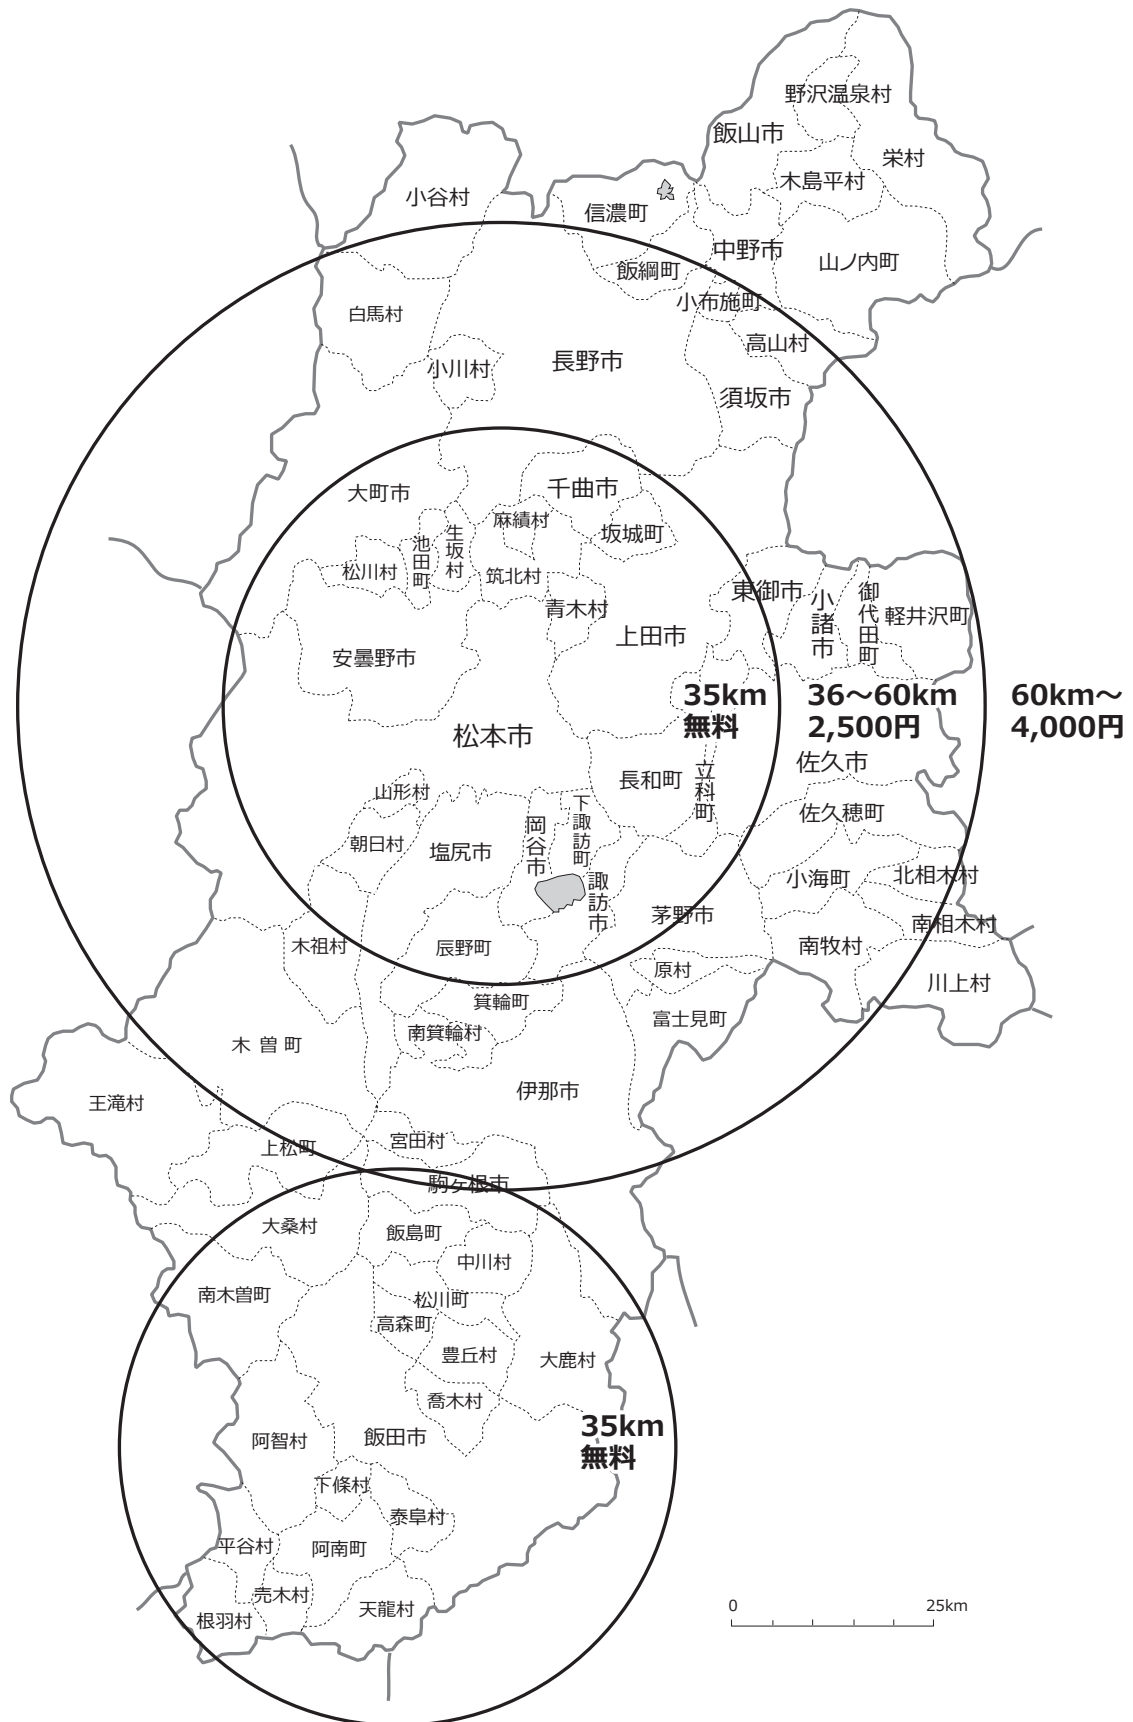 野沢温泉村
飯山市
栄村
木島平村
小谷村
信濃町
中野市
山ノ内町
飯綱町
小布施町
白馬村
高山村
小川村
長野市
須坂市
大町市
千曲市
麻績村
坂城町
生坂村
池田町
松川村
筑北村
東御市
小諸市
御代田町
軽井沢町
青木村
上田市
安曇野市
35km
無料
36〜60km
2,500円
60km〜
4,000円
松本市
佐久市
長和町
立科町
山形村
下諏訪町
岡谷市
佐久穂町
朝日村
塩尻市
諏訪市
小海町
北相木村
茅野市
南相木村
木祖村
辰野町
南牧村
原村
川上村
箕輪町
富士見町
南箕輪村
木曽町
伊那市
王滝村
宮田村
上松町
駒ヶ根市
大桑村
飯島町
中川村
南木曽町
松川町
高森町
豊丘村
大鹿村
喬木村
35km
無料
飯田市
阿智村
下條村
泰阜村
平谷村
阿南町
売木村
天龍村
根羽村
0
25km